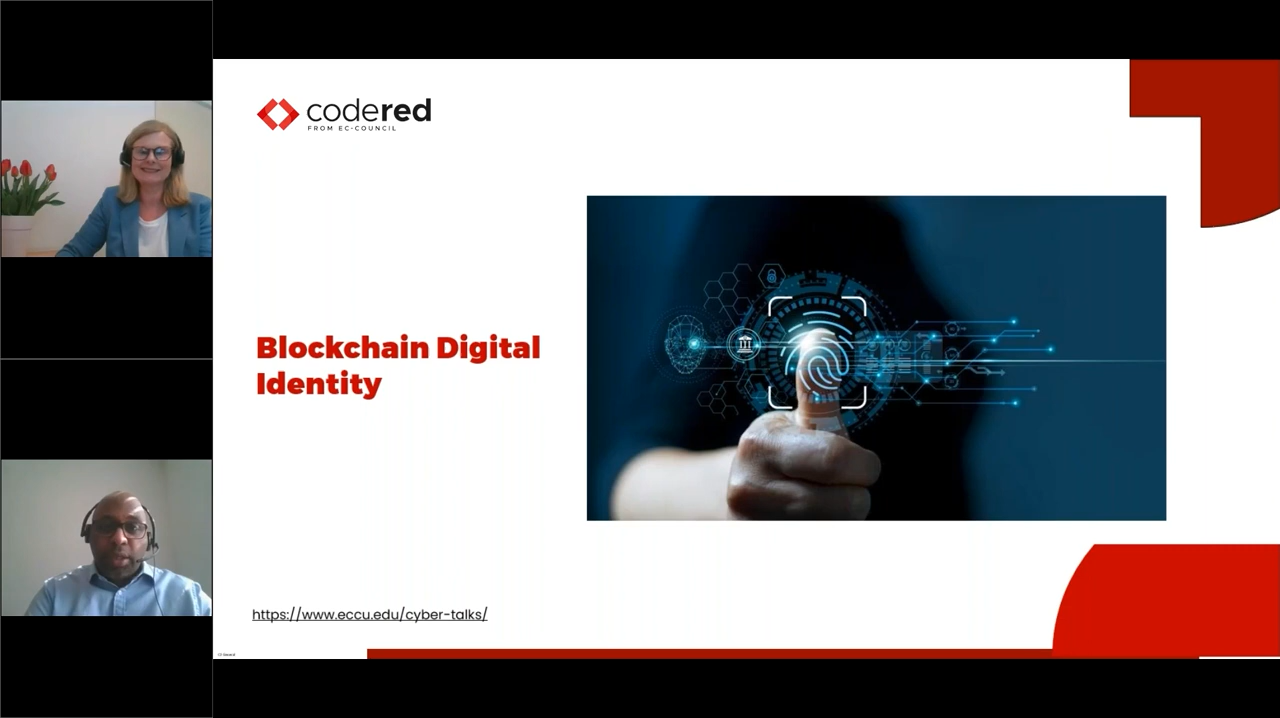 codered
FROM EC-COUNCIL
Blockchain Digital
Identity
https://www.eccu.edu/cyber-talks/